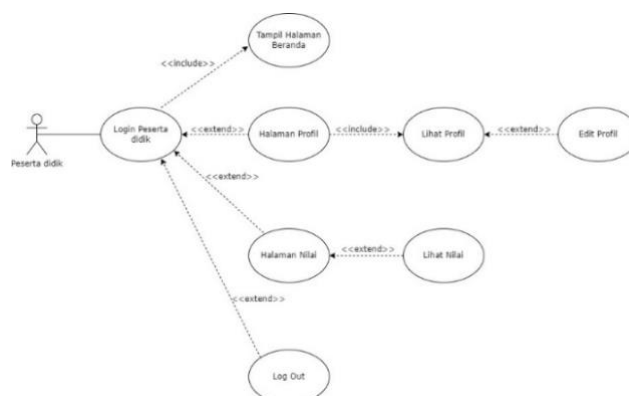 Tampil Halaman
Beranda
<<include>>
Login Peserta
didik
<<extend>>
Halaman Profil
<<include>>
Lihat Profil
<<extend>>
Edit Profil
Peserta didik
<<extend>>
Halaman Nilai
<<extend>>
Lihat Nilai
<<extend>>
Log Out